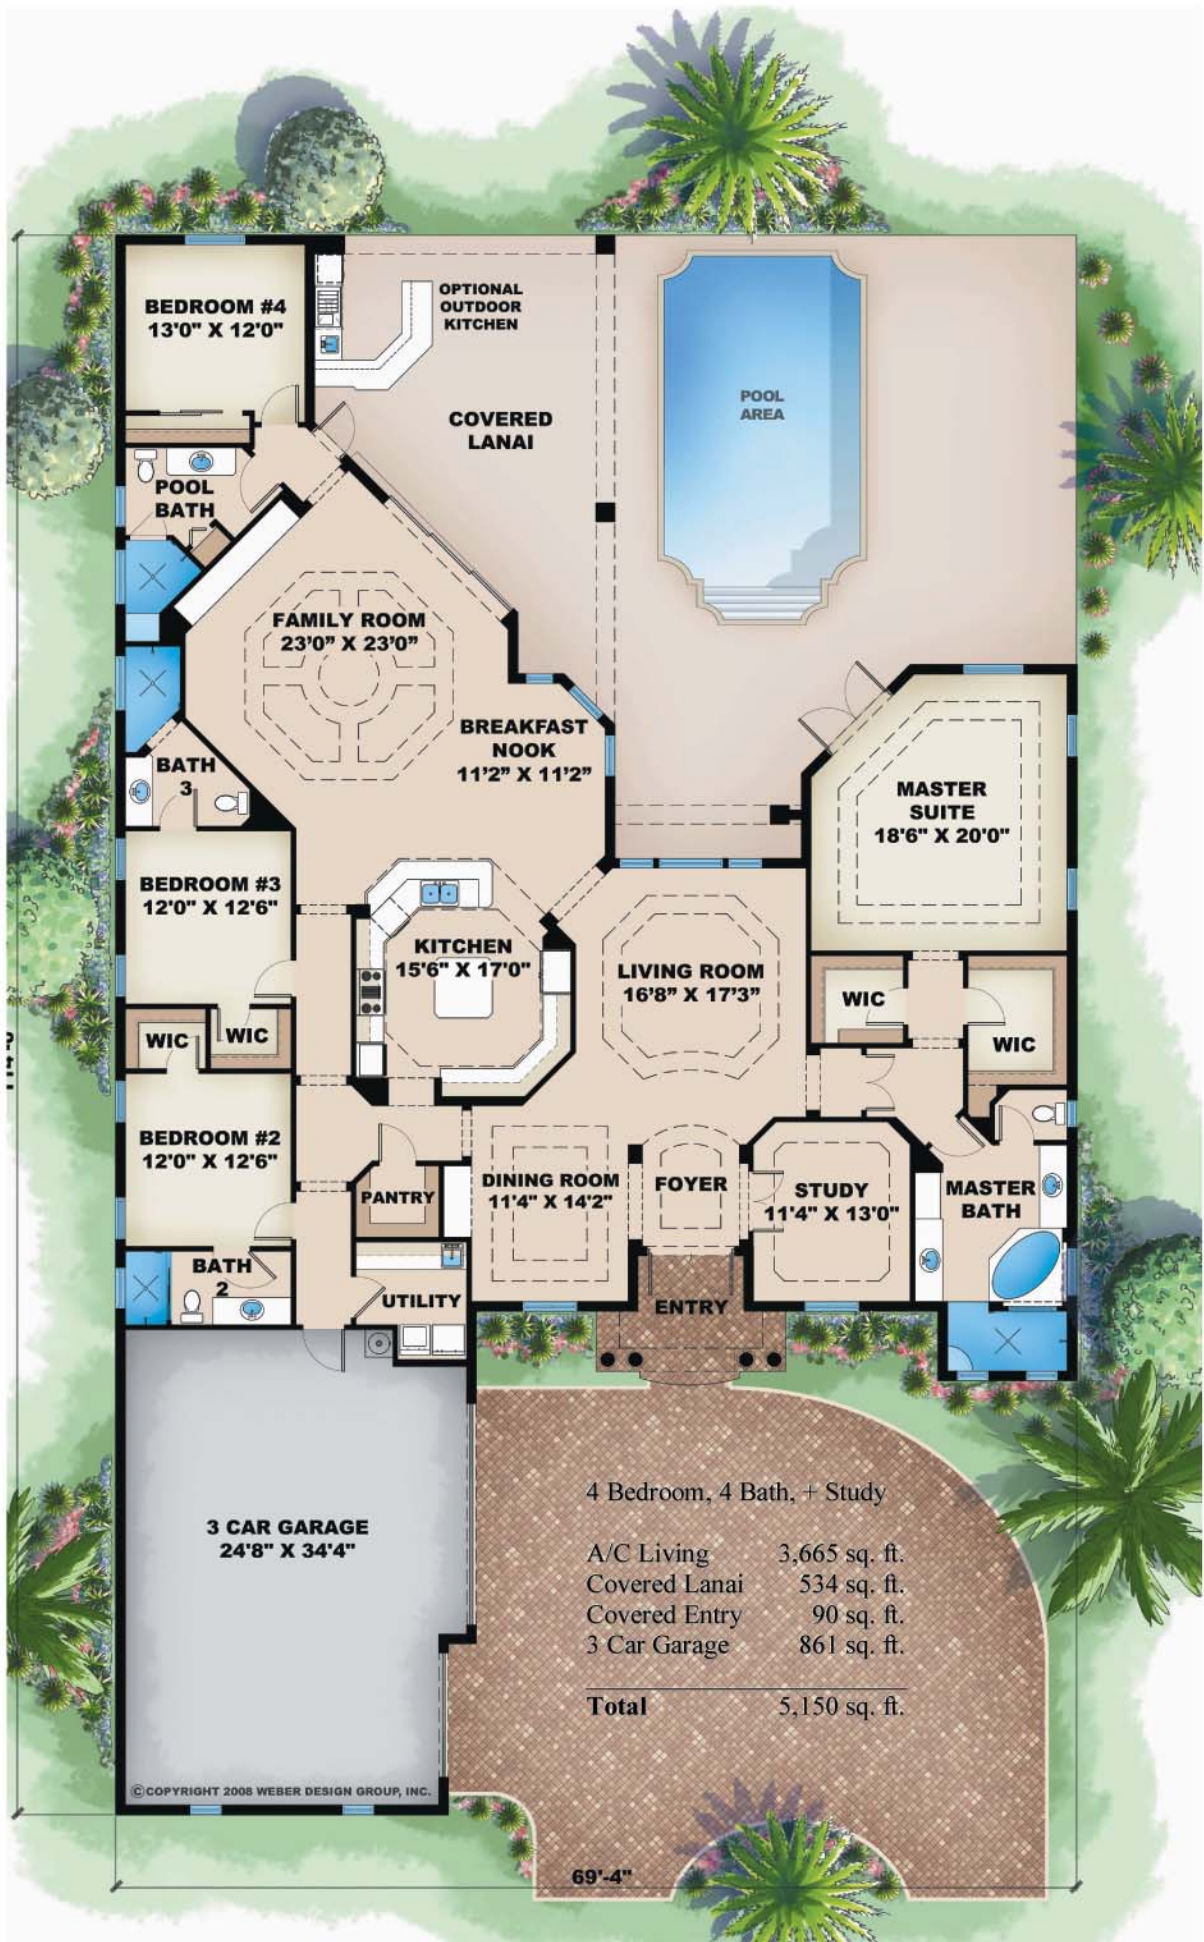 BEDROOM #4
13'0" X 12'0"
OPTIONAL
OUTDOOR
KITCHEN
COVERED
LANAI
POOL
AREA
POOL
BATH
FAMILY ROOM
23'0" X 23'0"
BREAKFAST
NOOK
11'2" X 11'2"
BATH
3
MASTER
SUITE
18'6" X 20'0"
BEDROOM #3
12'0" X 12'6"
KITCHEN
15'6" X 17'0"
LIVING ROOM
16'8" X 17'3"
WIC
WIC
WIC
WIC
BEDROOM #2
12'0" X 12'6"
PANTRY
DINING ROOM
11'4" X 14'2"
FOYER
STUDY
11'4" X 13'0"
MASTER
BATH
BATH
2
UTILITY
ENTRY
3 CAR GARAGE
24'8" X 34'4"
4 Bedroom, 4 Bath, + Study
A/C Living 3,665 sq. ft.
Covered Lanai 534 sq. ft.
Covered Entry 90 sq. ft.
3 Car Garage 861 sq. ft.
Total 5,150 sq. ft.
©COPYRIGHT 2008 WEBER DESIGN GROUP, INC.
69'-4"